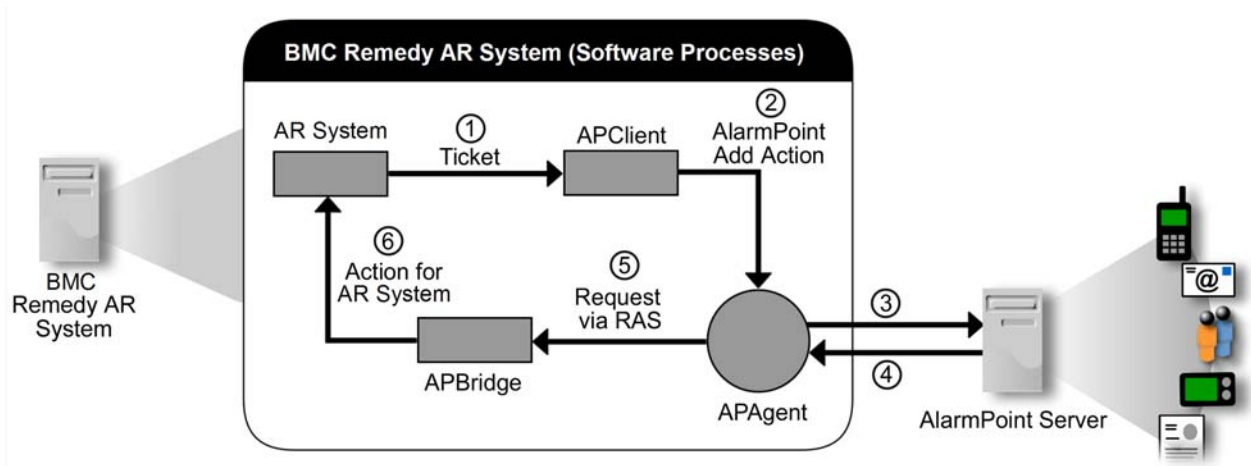 BMC Remedy AR System (Software Processes)
AR System
①
Ticket
APClient
②
AlarmPoint
Add Action
⑥
Action for
AR System
⑤
Request
via RAS
③
④
APBridge
APAgent
BMC
Remedy AR
System
AlarmPoint Server
@